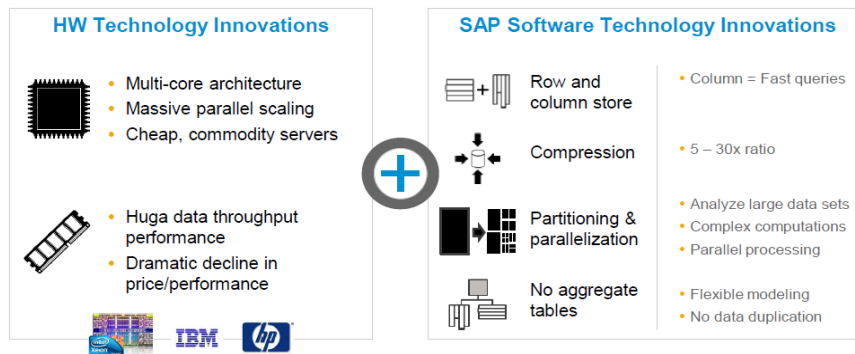 HW Technology Innovations
• Multi-core architecture
• Massive parallel scaling
• Cheap, commodity servers
• Huga data throughput
performance
• Dramatic decline in
price/performance
intel
XEON
IBM
hp
SAP Software Technology Innovations
Row and
column store
• Column = Fast queries
Compression
• 5 – 30x ratio
Partitioning &
parallelization
• Analyze large data sets
• Complex computations
• Parallel processing
No aggregate
tables
• Flexible modeling
• No data duplication